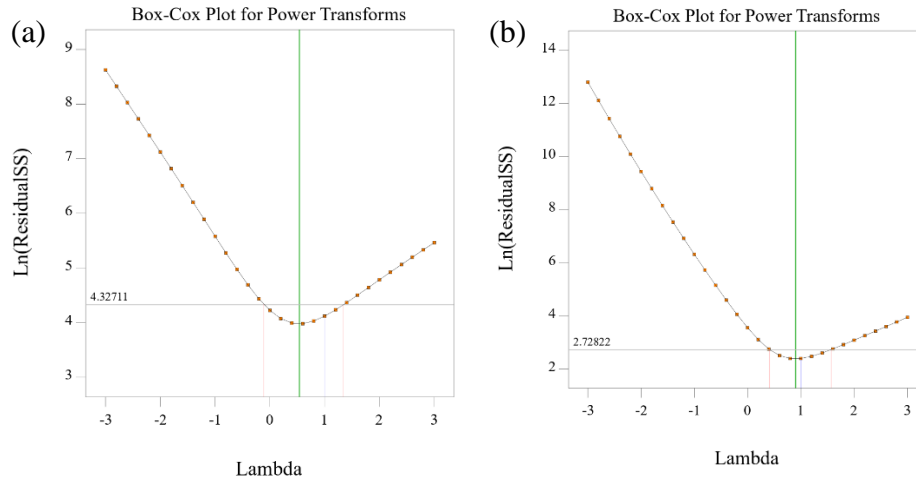 (a)
Box-Cox Plot for Power Transforms
Ln(ResidualSS)
9
8
7
6
5
4
3
4.32711
-3 -2 -1 0 1 2 3
Lambda
(b)
Box-Cox Plot for Power Transforms
Ln(ResidualSS)
14
12
10
8
6
4
2
2.72822
-3 -2 -1 0 1 2 3
Lambda